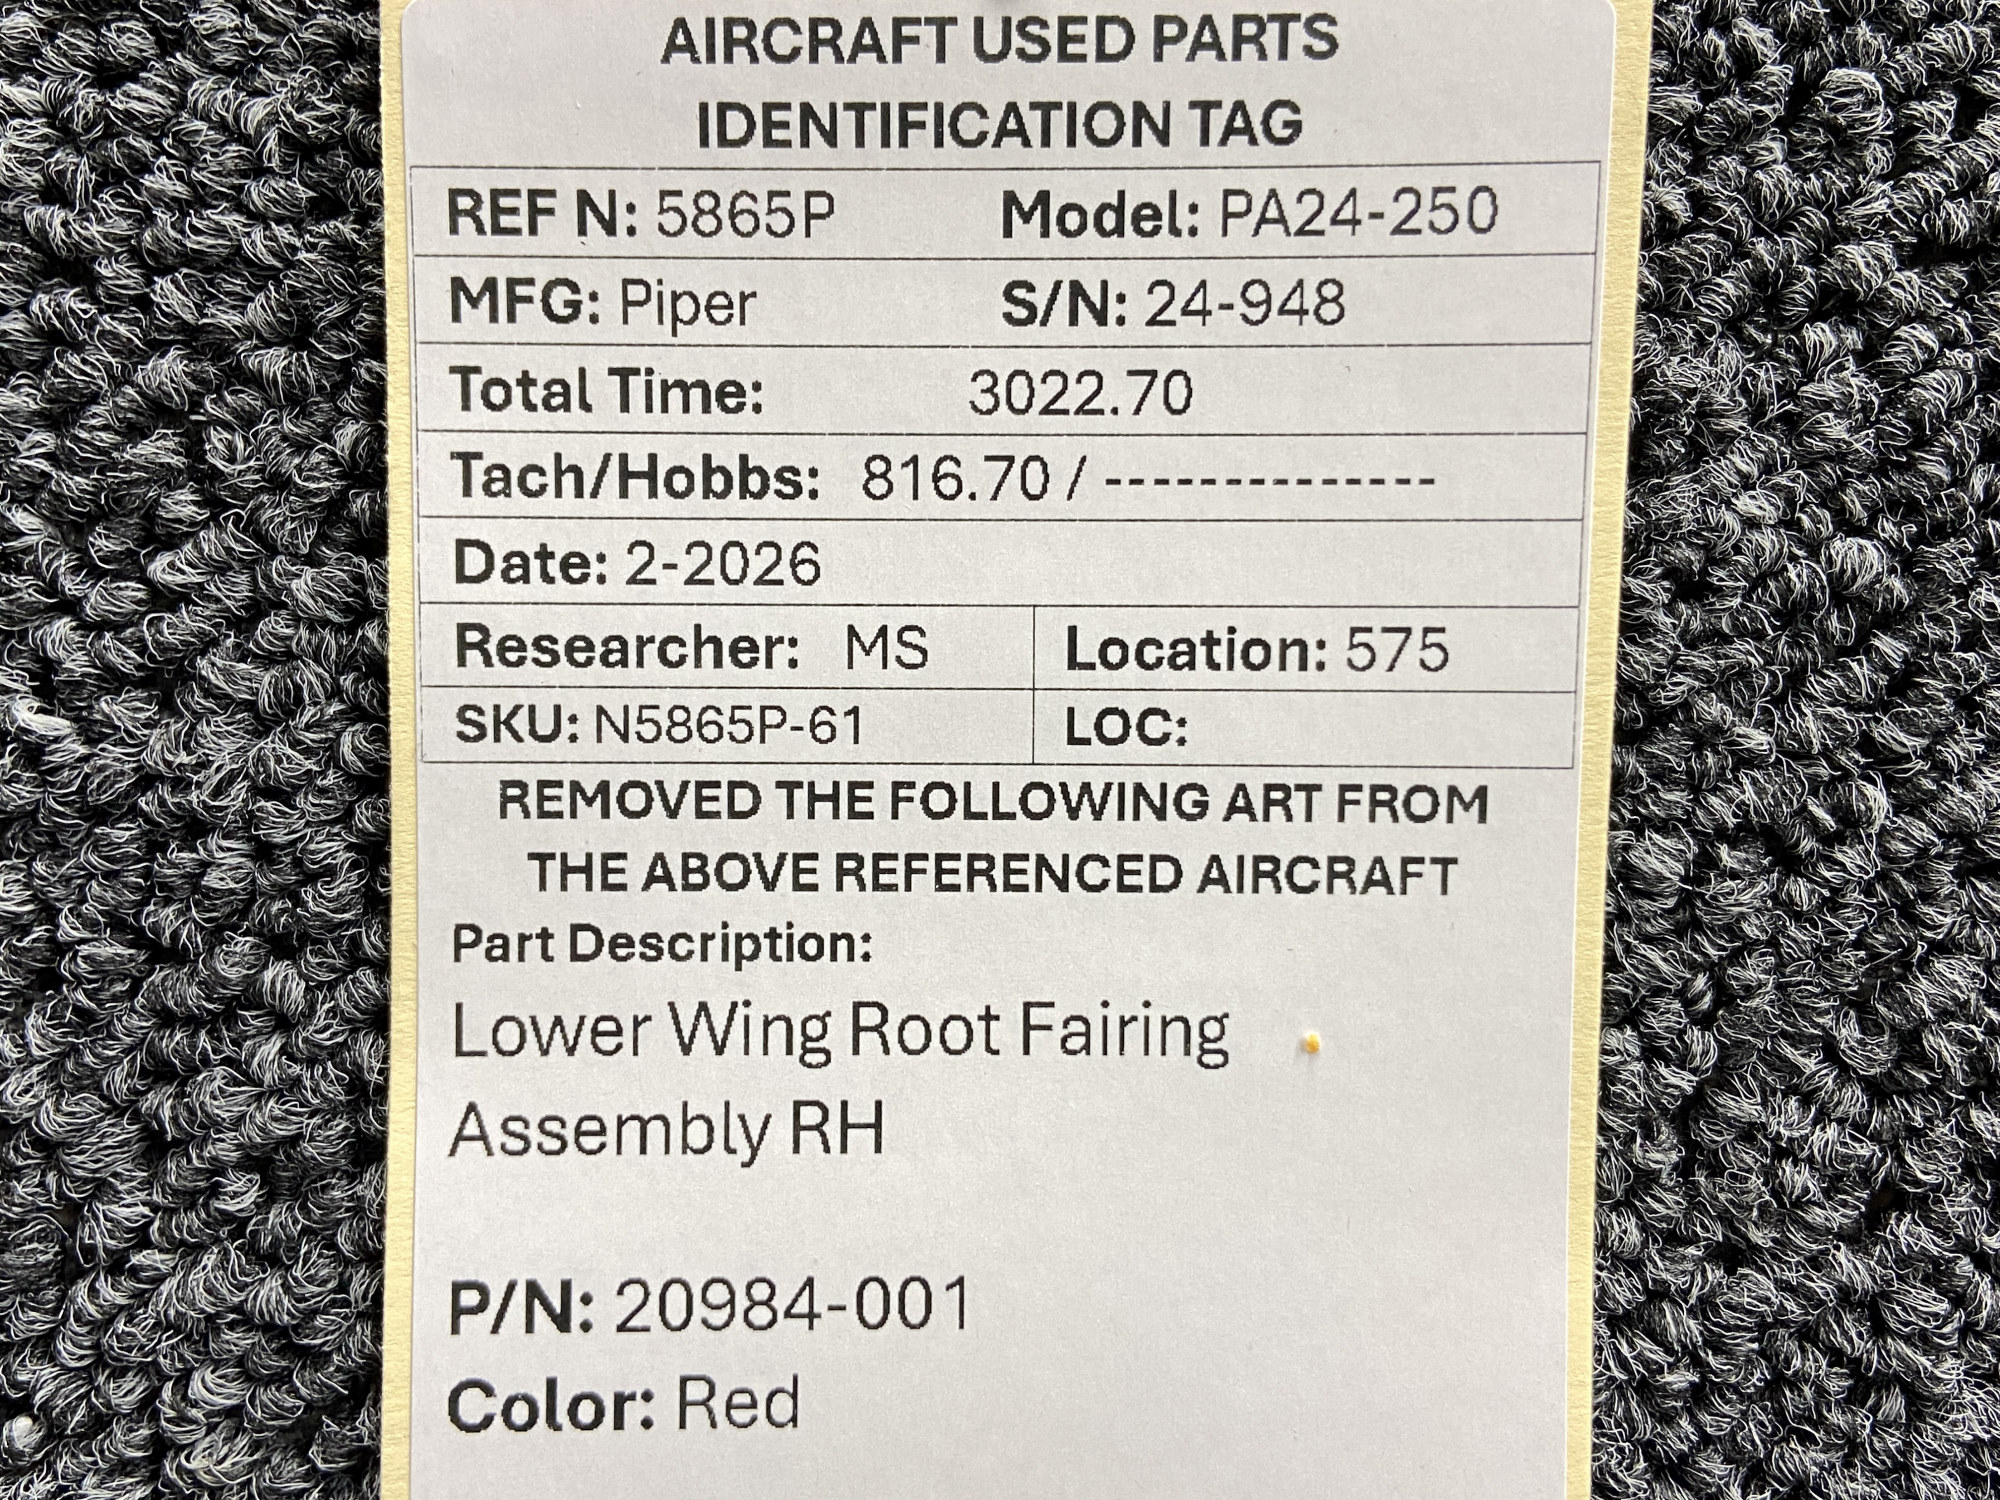 AIRCRAFT USED PARTS
IDENTIFICATION TAG
REF N: 5865P Model: PA24-250
MFG: Piper S/N: 24-948
Total Time: 3022.70
Tach/Hobbs: 816.70 / --------------
Date: 2-2026
Researcher: MS Location: 575
SKU: N5865P-61 LOC:
REMOVED THE FOLLOWING ART FROM
THE ABOVE REFERENCED AIRCRAFT
Part Description:
Lower Wing Root Fairing
Assembly RH
P/N: 20984-001
Color: Red